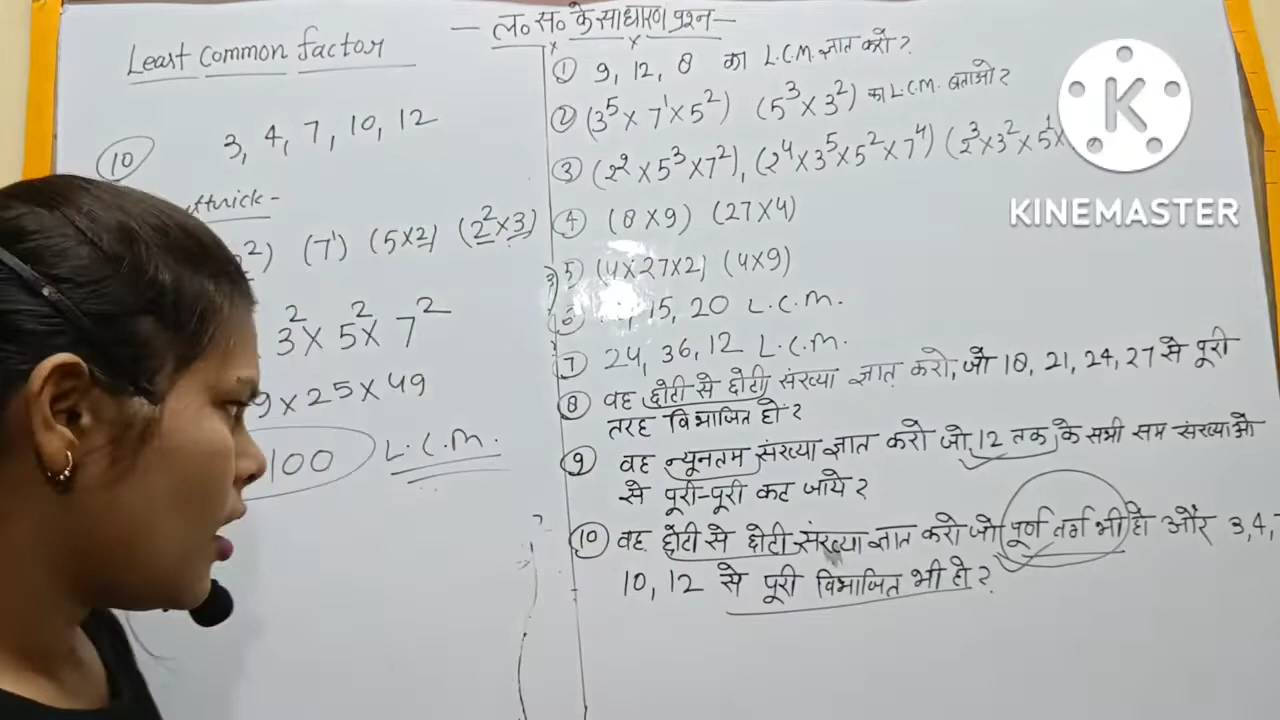 — ल० स० के साधारण प्रश्न —
Least common factor
⑩ 3, 4, 7, 10, 12
(7¹) (5×2) (2²×3)
3² × 5² × 7²
9 × 25 × 49
100 L.C.M.
① 9, 12, 8 का L.C.M. ज्ञात करो?
② (3⁵ × 7¹ × 5²) (5³ × 3²) का L.C.M. बताओ?
③ (2² × 5³ × 7²), (2⁴ × 3⁵ × 5² × 7⁴) (2³ × 3² × 5¹ ×
④ (8 × 9) (27 × 4)
⑤ (4 × 27 × 2) (4 × 9)
⑥ 15, 20 L.C.M.
⑦ 24, 36, 12 L.C.M.
⑧ वह छोटी से छोटी संख्या ज्ञात करो, जो 18, 21, 24, 27 से पूरी
तरह विभाजित हो?
⑨ वह न्यूनतम संख्या ज्ञात करो जो 12 तक के सभी सम संख्याओ
से पूरी-पूरी कट जाये?
⑩ वह छोटी से छोटी संख्या ज्ञात करो जो पूर्ण वर्ग भी हो और 3, 4,
10, 12 से पूरी विभाजित भी हो?
K
KINEMASTER